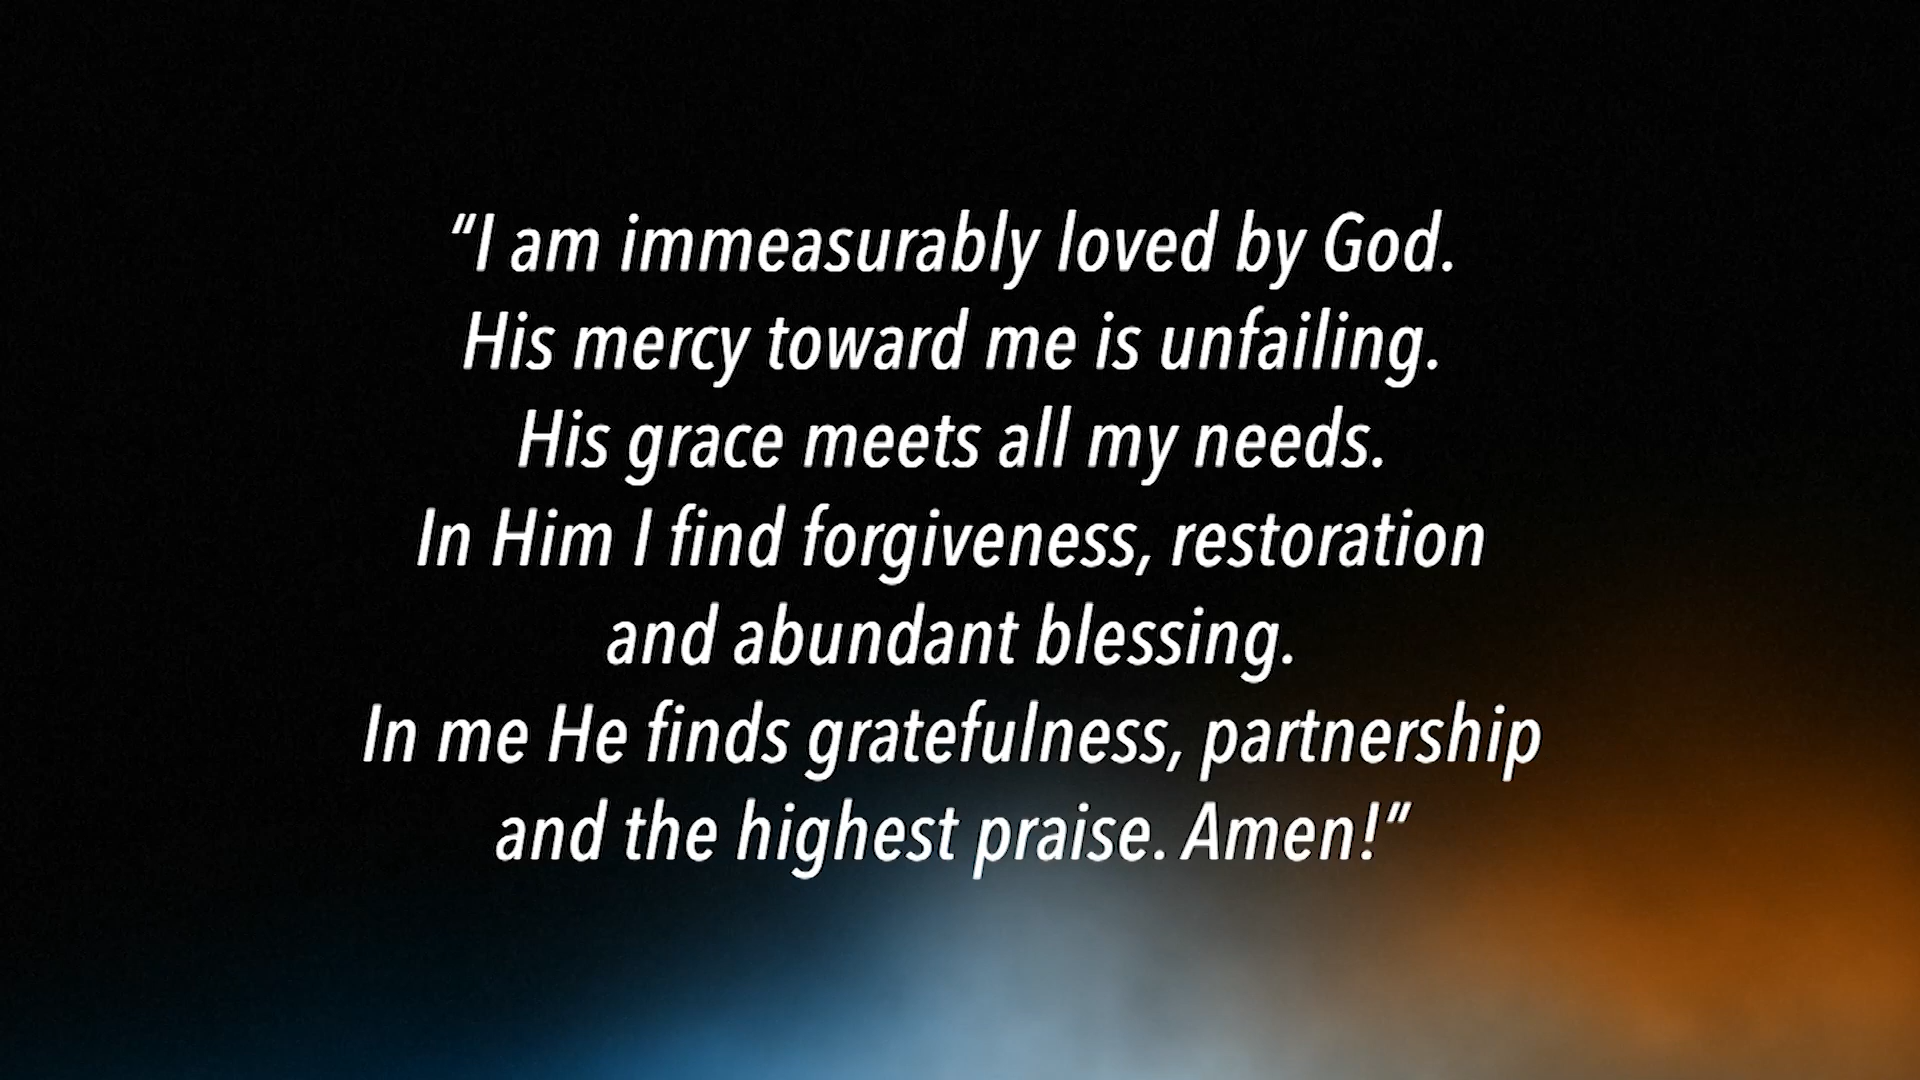 “I am immeasurably loved by God.
His mercy toward me is unfailing.
His grace meets all my needs.
In Him I find forgiveness, restoration
and abundant blessing.
In me He finds gratefulness, partnership
and the highest praise. Amen!”